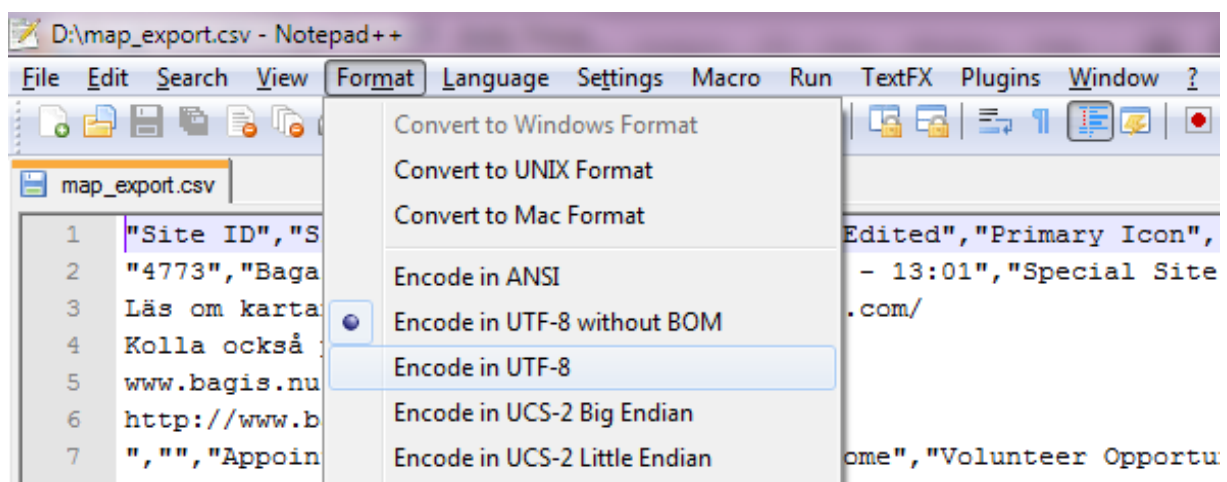 D:\map_export.csv - Notepad++
File Edit Search View Format Language Settings Macro Run TextFX Plugins Window ?
Convert to Windows Format
Convert to UNIX Format
Convert to Mac Format
Encode in ANSI
Encode in UTF-8 without BOM
Encode in UTF-8
Encode in UCS-2 Big Endian
Encode in UCS-2 Little Endian
map_export.csv
1 "Site ID","S Edited","Primary Icon",
2 "4773","Baga - 13:01","Special Site
3 Läs om karta .com/
4 Kolla också
5 www.bagis.nu
6 http://www.b
7 ","","Appoin ome","Volunteer Opportu